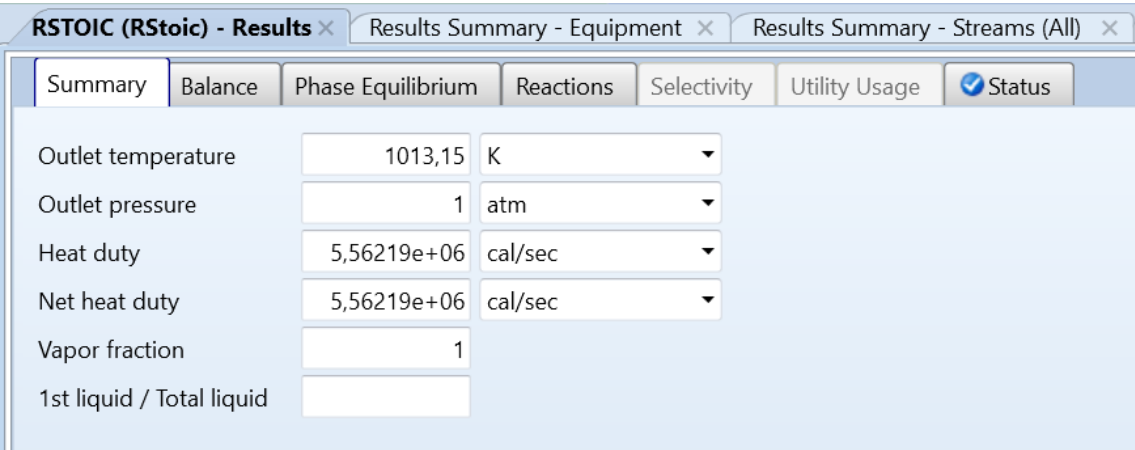 RSTOIC (RStoic) - Results Results Summary - Equipment Results Summary - Streams (All)
Summary Balance Phase Equilibrium Reactions Selectivity Utility Usage Status
Outlet temperature 1013,15 K
Outlet pressure 1 atm
Heat duty 5,56219e+06 cal/sec
Net heat duty 5,56219e+06 cal/sec
Vapor fraction 1
1st liquid / Total liquid